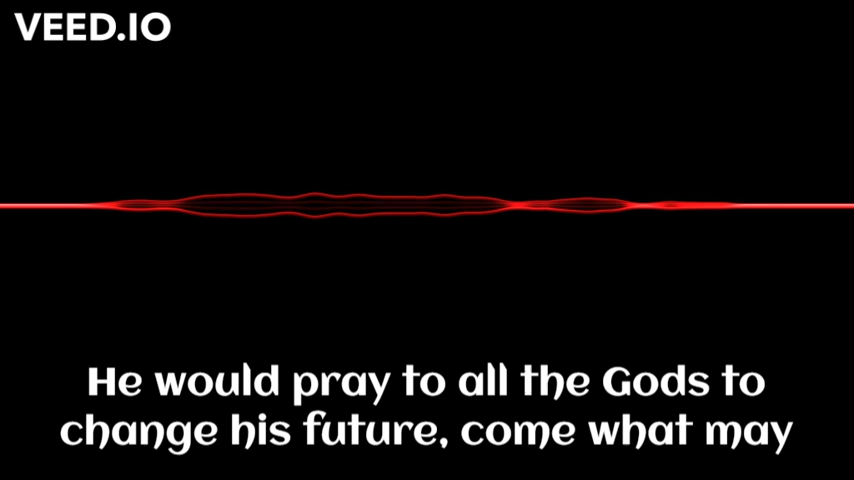 VEED.IO
He would pray to all the Gods to
change his future, come what may